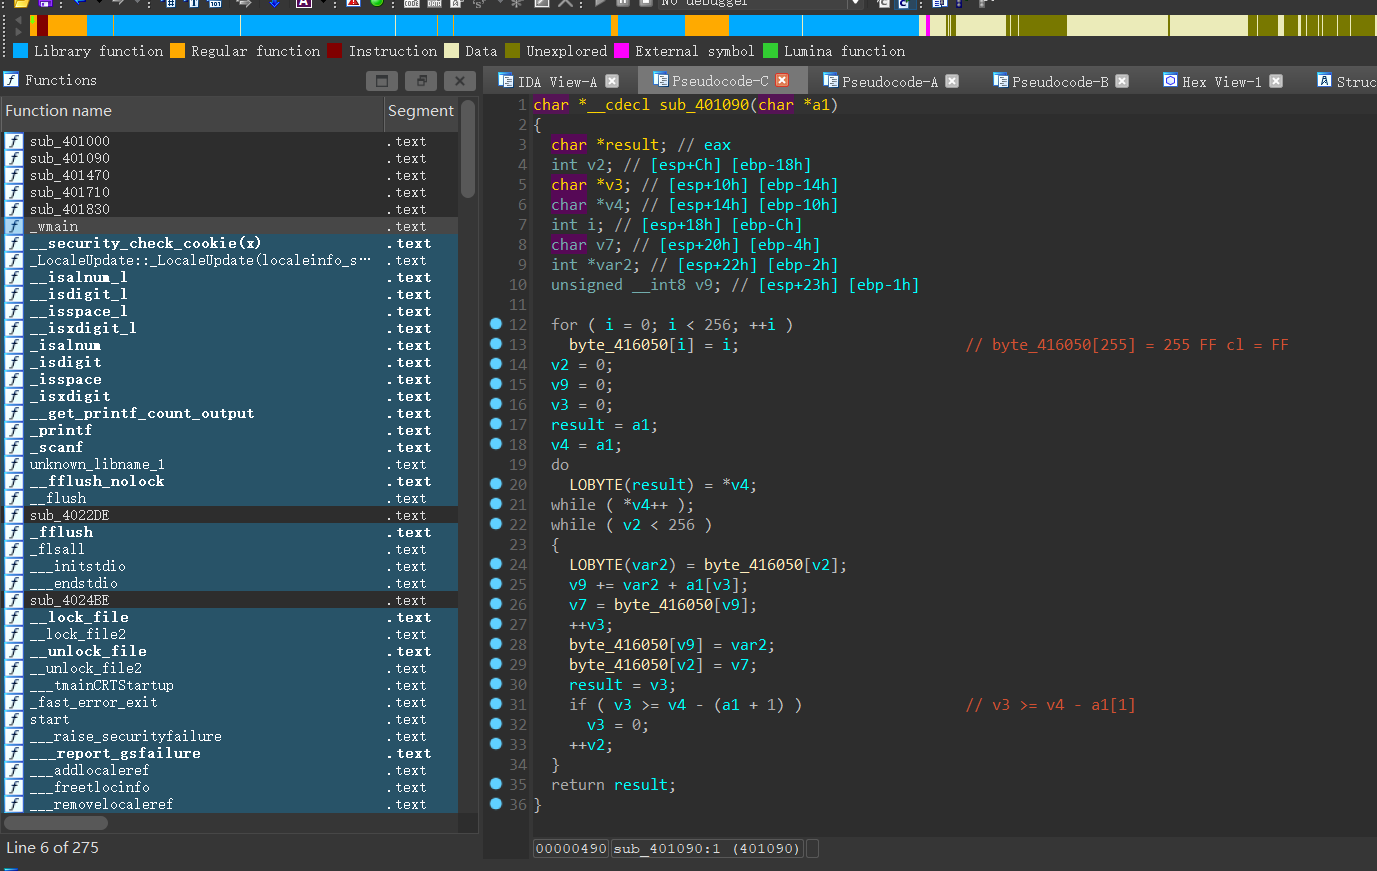 No debugger
Library function Regular function Instruction Data Unexplored External symbol Lumina function
Functions
Function name Segment
sub_401000 .text
sub_401090 .text
sub_401470 .text
sub_401710 .text
sub_401830 .text
_wmain .text
__security_check_cookie(x) .text
_LocaleUpdate::_LocaleUpdate(localeinfo_s… .text
__isalnum_l .text
__isdigit_l .text
__isspace_l .text
__isxdigit_l .text
_isalnum .text
_isdigit .text
_isspace .text
_isxdigit .text
__get_printf_count_output .text
_printf .text
_scanf .text
unknown_libname_1 .text
__fflush_nolock .text
__flush .text
sub_4022DE .text
_fflush .text
_flsall .text
___initstdio .text
___endstdio .text
sub_4024BE .text
__lock_file .text
__lock_file2 .text
__unlock_file .text
__unlock_file2 .text
___tmainCRTStartup .text
_fast_error_exit .text
start .text
___raise_securityfailure .text
___report_gsfailure .text
___addlocaleref .text
___freetlocinfo .text
___removelocaleref .text
Line 6 of 275
IDA View-A Pseudocode-C Pseudocode-A Pseudocode-B Hex View-1 Struc
1 char *__cdecl sub_401090(char *a1)
2 {
3 char *result; // eax
4 int v2; // [esp+Ch] [ebp-18h]
5 char *v3; // [esp+10h] [ebp-14h]
6 char *v4; // [esp+14h] [ebp-10h]
7 int i; // [esp+18h] [ebp-Ch]
8 char v7; // [esp+20h] [ebp-4h]
9 int *var2; // [esp+22h] [ebp-2h]
10 unsigned __int8 v9; // [esp+23h] [ebp-1h]
11
12 for ( i = 0; i < 256; ++i )
13 byte_416050[i] = i; // byte_416050[255] = 255 FF cl = FF
14 v2 = 0;
15 v9 = 0;
16 v3 = 0;
17 result = a1;
18 v4 = a1;
19 do
20 LOBYTE(result) = *v4;
21 while ( *v4++ );
22 while ( v2 < 256 )
23 {
24 LOBYTE(var2) = byte_416050[v2];
25 v9 += var2 + a1[v3];
26 v7 = byte_416050[v9];
27 ++v3;
28 byte_416050[v9] = var2;
29 byte_416050[v2] = v7;
30 result = v3;
31 if ( v3 >= v4 - (a1 + 1) ) // v3 >= v4 - a1[1]
32 v3 = 0;
33 ++v2;
34 }
35 return result;
36 }
00000490 sub_401090:1 (401090)